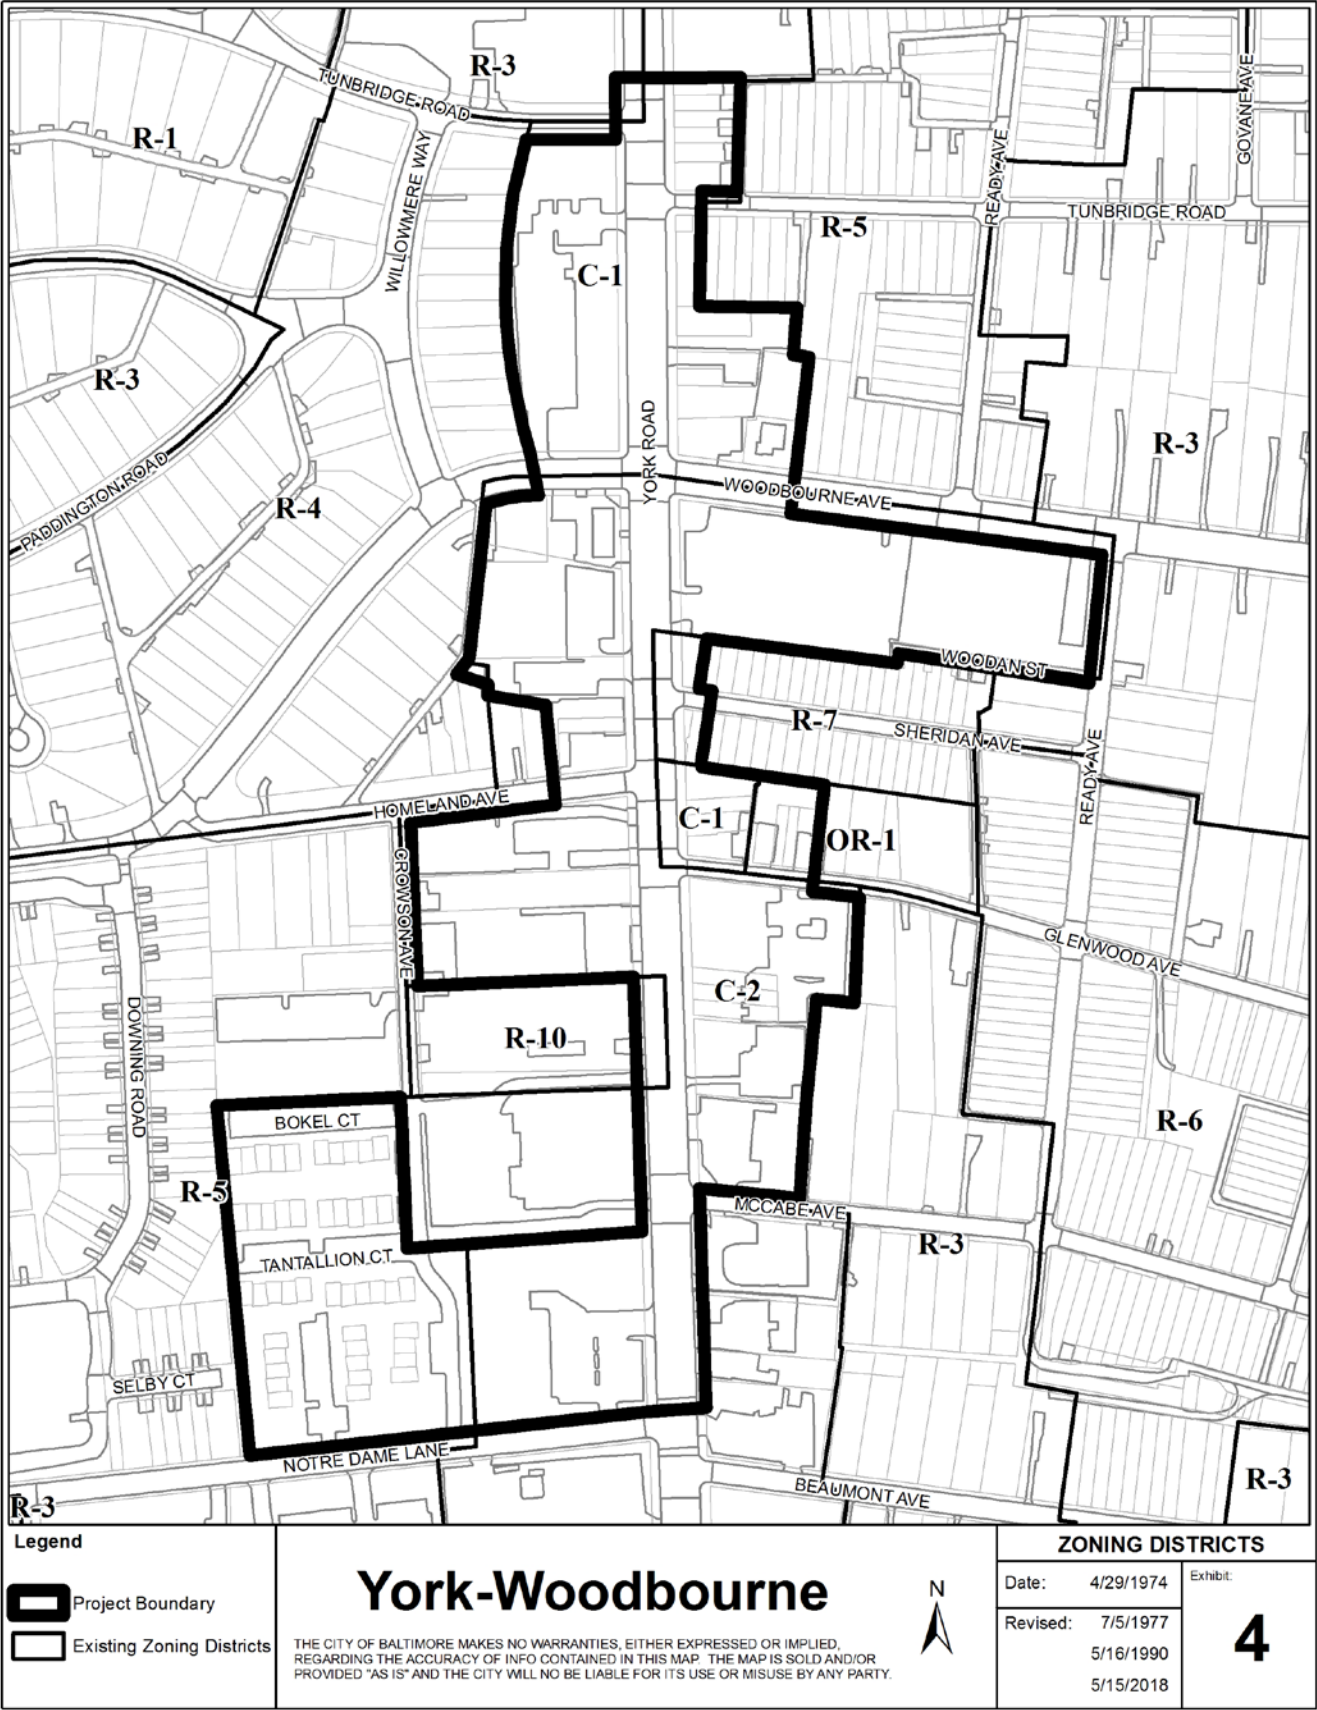 R-3
TUNBRIDGE ROAD
GOVANE AVE
R-1
WILLOWMERE WAY
READY AVE
TUNBRIDGE ROAD
R-5
C-1
R-3
YORK ROAD
R-3
PADDINGTON ROAD
R-4
WOODBOURNE AVE
WOODAN ST
R-7
SHERIDAN AVE
READY AVE
HOMELAND AVE
C-1
OR-1
CROWSON AVE
GLENWOOD AVE
C-2
DOWNING ROAD
R-10
BOKEL CT
R-6
R-5
MCCABE AVE
R-3
TANTALLION CT
SELBY CT
NOTRE DAME LANE
BEAUMONT AVE
R-3
R-3
Legend
Project Boundary
Existing Zoning Districts
York-Woodbourne
THE CITY OF BALTIMORE MAKES NO WARRANTIES, EITHER EXPRESSED OR IMPLIED,
REGARDING THE ACCURACY OF INFO CONTAINED IN THIS MAP. THE MAP IS SOLD AND/OR
PROVIDED "AS IS" AND THE CITY WILL NO BE LIABLE FOR ITS USE OR MISUSE BY ANY PARTY.
N
ZONING DISTRICTS
Date: 4/29/1974
Revised: 7/5/1977
5/16/1990
5/15/2018
Exhibit:
4